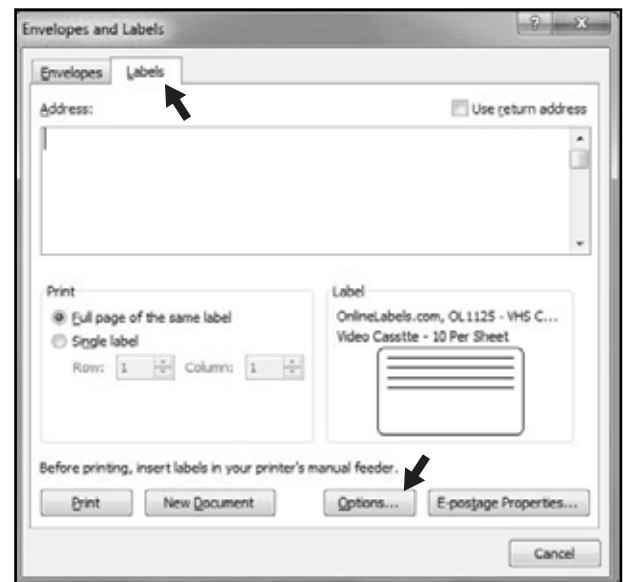 Envelopes and Labels
Envelopes Labels
Address: Use return address
Print
Full page of the same label
Single label
Row: 1 Column: 1
Label
OnlineLabels.com, OL1125 - VHS C...
Video Casstte - 10 Per Sheet
Before printing, insert labels in your printer's manual feeder.
Print New Document Options... E-postage Properties...
Cancel